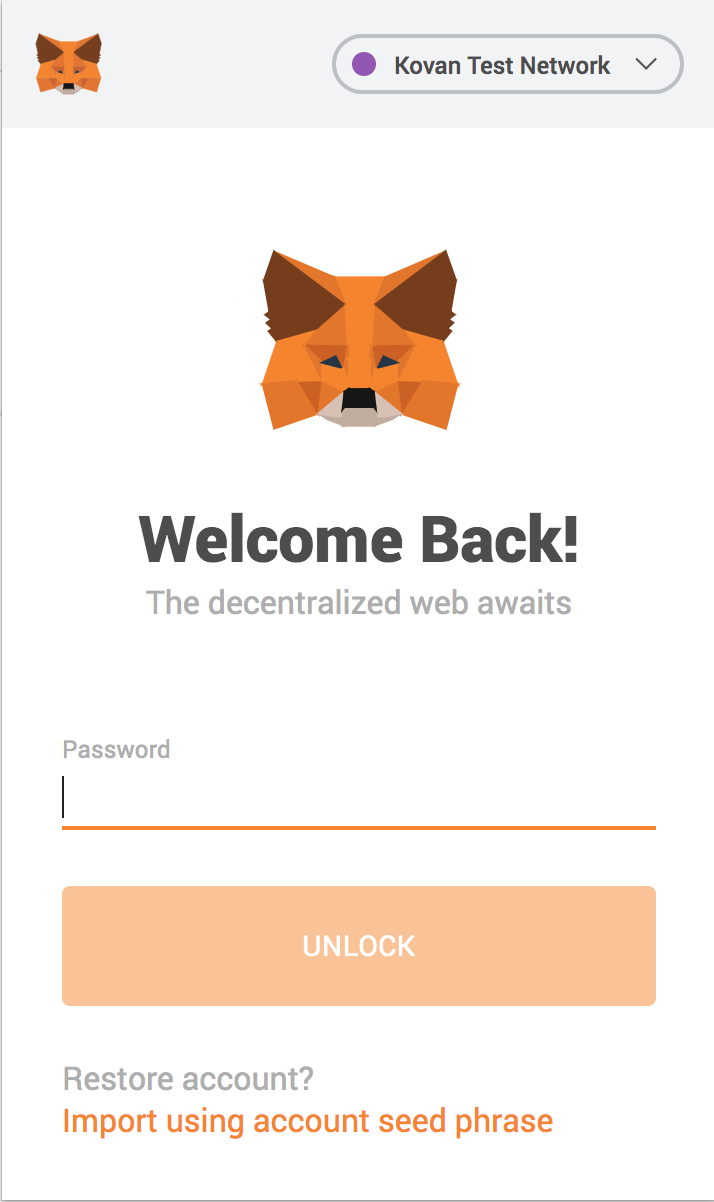 Kovan Test Network
Welcome Back!
The decentralized web awaits
Password
UNLOCK
Restore account?
Import using account seed phrase